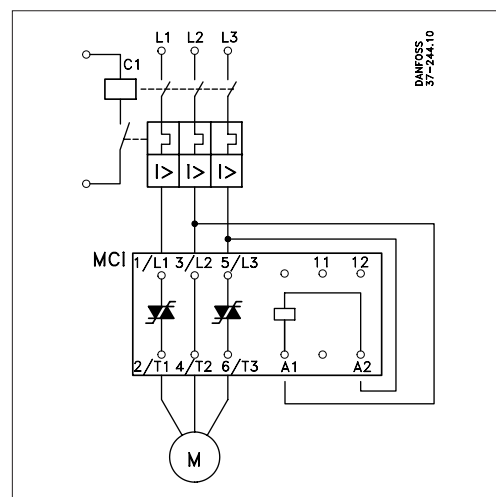 L1 L2 L3
C1
DANFOSS
37-244.10
I> I> I>
MCI
1/L1 3/L2 5/L3 11 12
2/T1 4/T2 6/T3 A1 A2
M